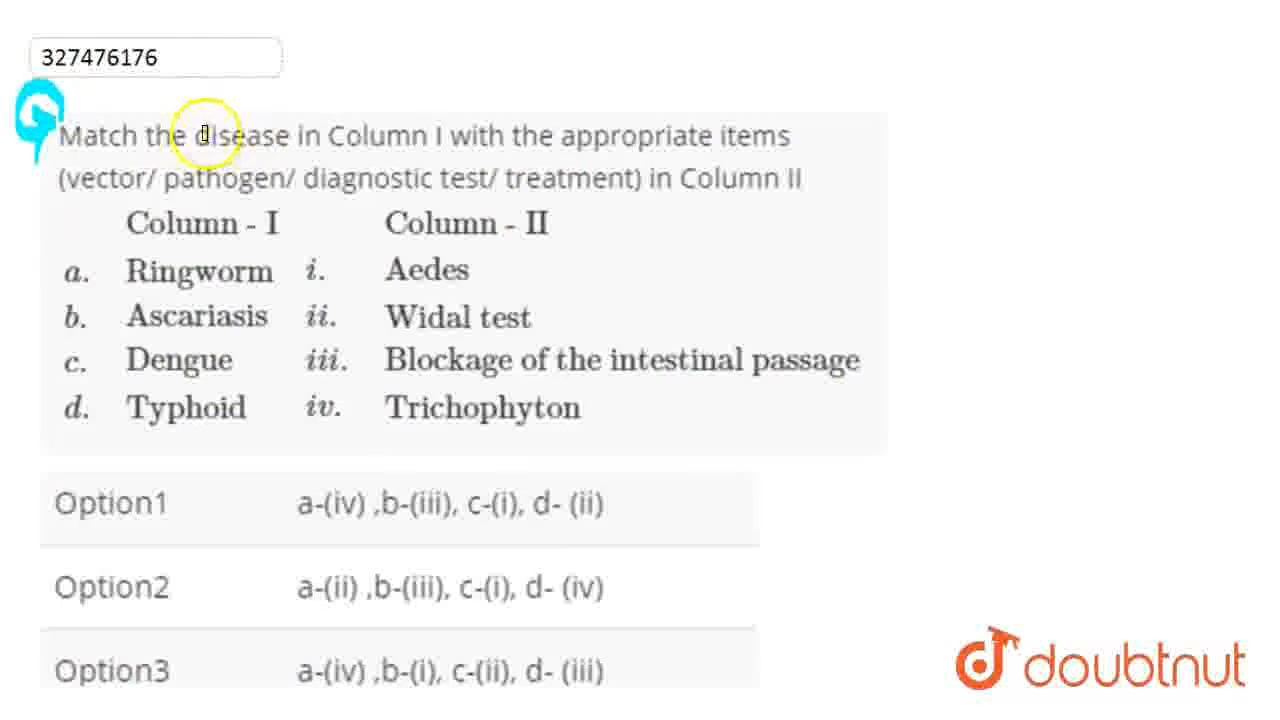 327476176
Match the disease in Column I with the appropriate items
(vector/ pathogen/ diagnostic test/ treatment) in Column II
Column - I Column - II
a. Ringworm i. Aedes
b. Ascariasis ii. Widal test
c. Dengue iii. Blockage of the intestinal passage
d. Typhoid iv. Trichophyton
Option1 a-(iv) ,b-(iii), c-(i), d- (ii)
Option2 a-(ii) ,b-(iii), c-(i), d- (iv)
Option3 a-(iv) ,b-(i), c-(ii), d- (iii)
doubtnut